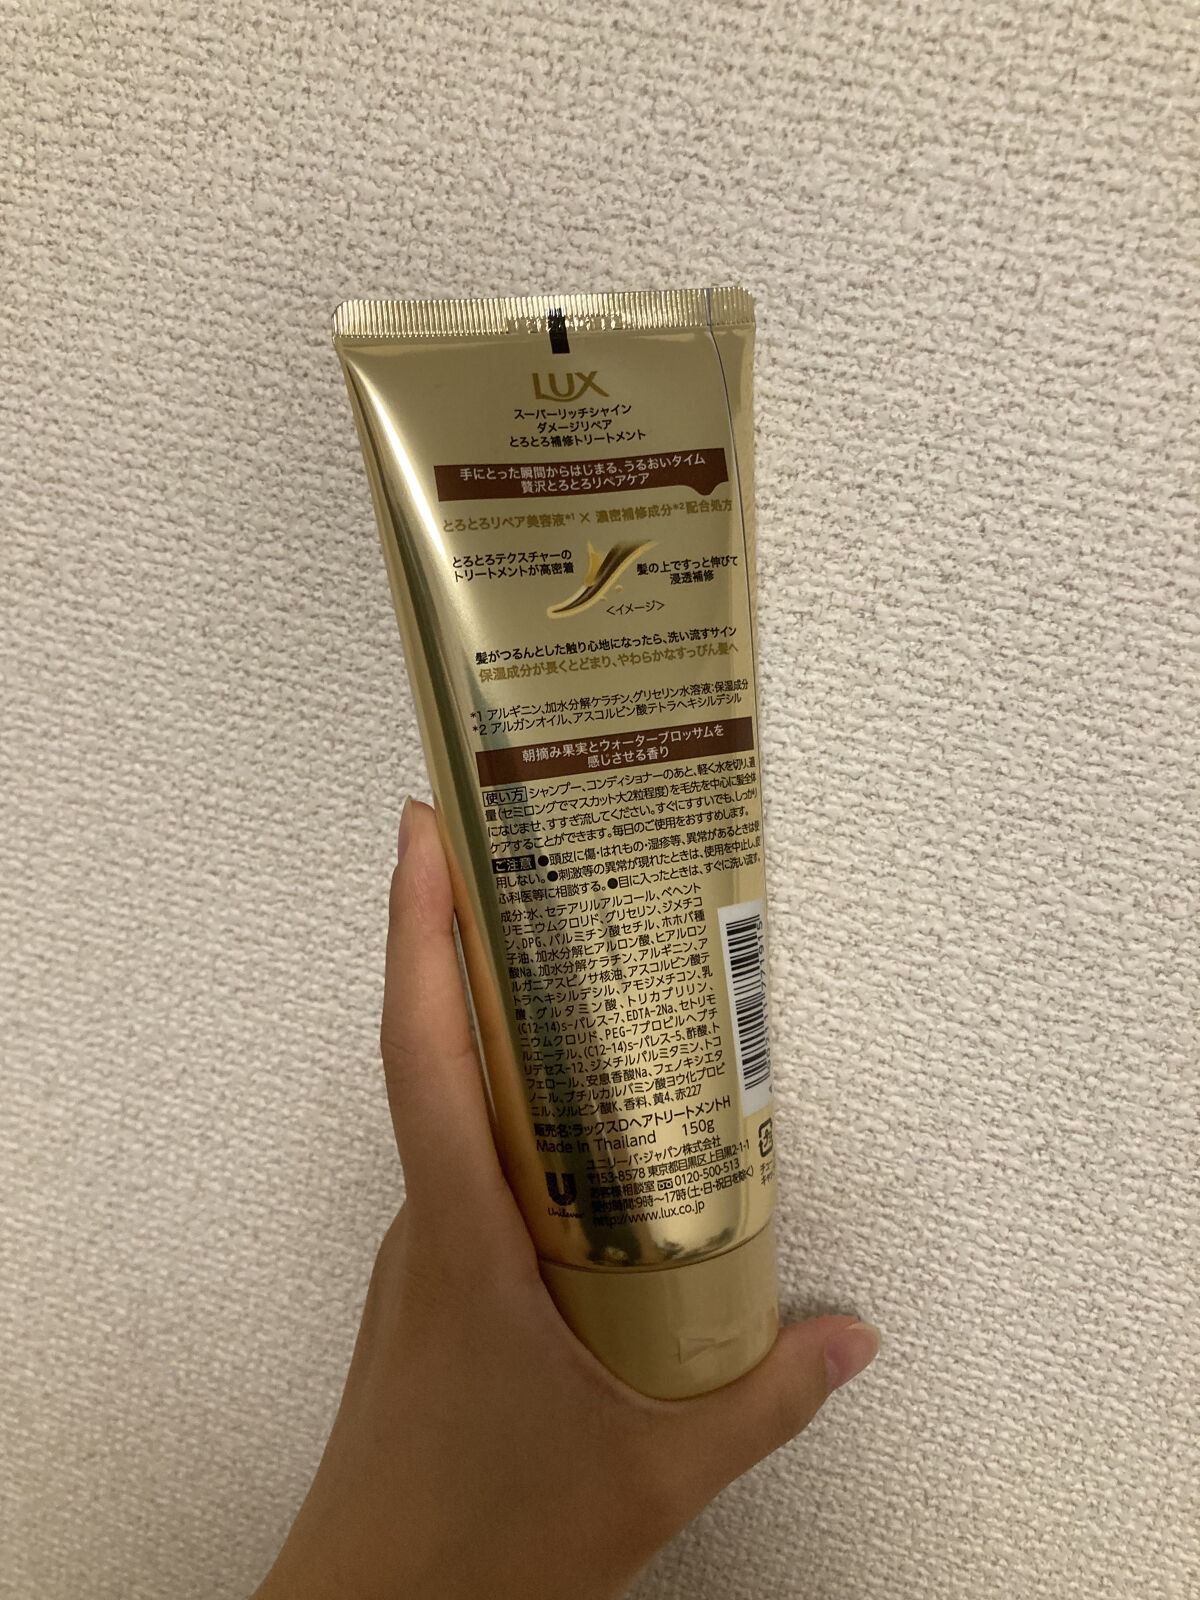 LUX
スーパーリッチシャイン
ダメージリペア
とろとろ補修トリートメント
手にとった瞬間からはじまる、うるおいタイム
贅沢とろとろリペアケア
とろとろリペア美容液*1 × 濃密補修成分*2配合処方
とろとろテクスチャーの
トリートメントが高密着
髪の上ですっと伸びて
浸透補修
<イメージ>
髪がつるんとした触り心地になったら、洗い流すサイン
保湿成分が長くとどまり、やわらかなすっぴん髪へ
*1 アルギニン、加水分解ケラチン、グリセリン水溶液:保湿成分
*2 アルガンオイル、アスコルビン酸テトラヘキシルデシル
朝摘み果実とウォーターブロッサムを
感じさせる香り
使い方 シャンプー、コンディショナーのあと、軽く水を切り、適
量(セミロングでマスカット大2粒程度)を毛先を中心に髪全体
になじませ、すすぎ流してください。すぐにすすいでも、しっかり
ケアすることができます。毎日のご使用をおすすめします。
ご注意 ●頭皮に傷・はれもの・湿疹等、異常があるときは使
用しない。●刺激等の異常が現れたときは、使用を中止し、皮
ふ科医等に相談する。●目に入ったときは、すぐに洗い流す。
成分:水、セテアリルアルコール、ベヘント
リモニウムクロリド、グリセリン、ジメチコ
ン、DPG、パルミチン酸セチル、ホホバ種
子油、加水分解ヒアルロン酸、ヒアルロン
酸Na、加水分解ケラチン、アルギニン、ア
ルガニアスピノサ核油、アスコルビン酸テ
トラヘキシルデシル、アモジメチコン、乳
酸、グルタミン酸、トリカプリリン、
(C12-14)s-パレス-7、EDTA-2Na、セトリモ
ニウムクロリド、PEG-7プロピルヘプチ
ルエーテル、(C12-14)s-パレス-5、酢酸、ト
リデセス-12、ジメチルパルミタミン、トコ
フェロール、安息香酸Na、フェノキシエタ
ノール、ブチルカルバミン酸ヨウ化プロピ
ニル、ソルビン酸K、香料、黄4、赤227
販売名:ラックスDヘアトリートメントH
Made in Thailand 150g
ユニリーバ・ジャパン株式会社
〒153-8578 東京都目黒区上目黒2-1-1
お客様相談室 0120-500-513
受付時間:9時～17時(土・日・祝日を除く)
http://www.lux.co.jp
Unilever